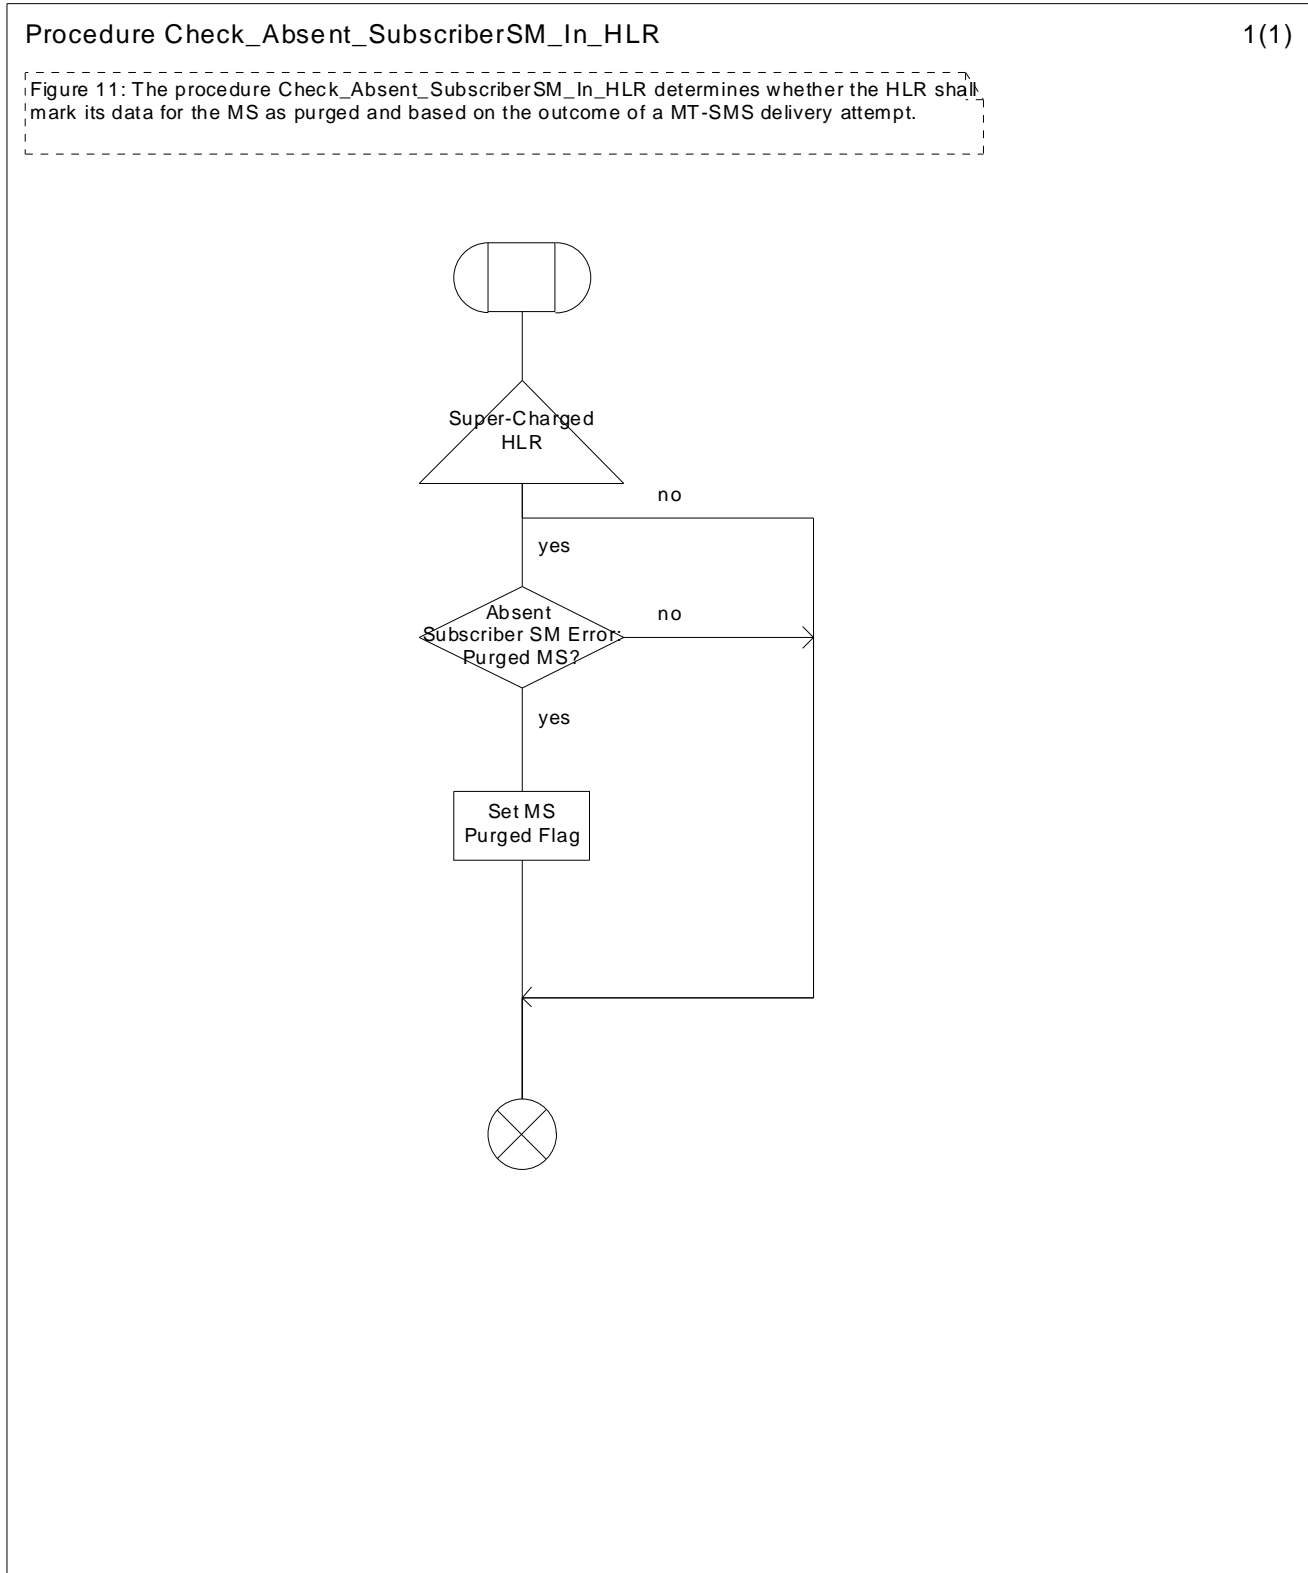 Procedure Check_Absent_SubscriberSM_In_HLR
1(1)
Figure 11: The procedure Check_Absent_SubscriberSM_In_HLR determines whether the HLR shall
mark its data for the MS as purged and based on the outcome of a MT-SMS delivery attempt.
Super-Charged
HLR
no
yes
Absent
Subscriber SM Error:
Purged MS?
no
yes
Set MS
Purged Flag